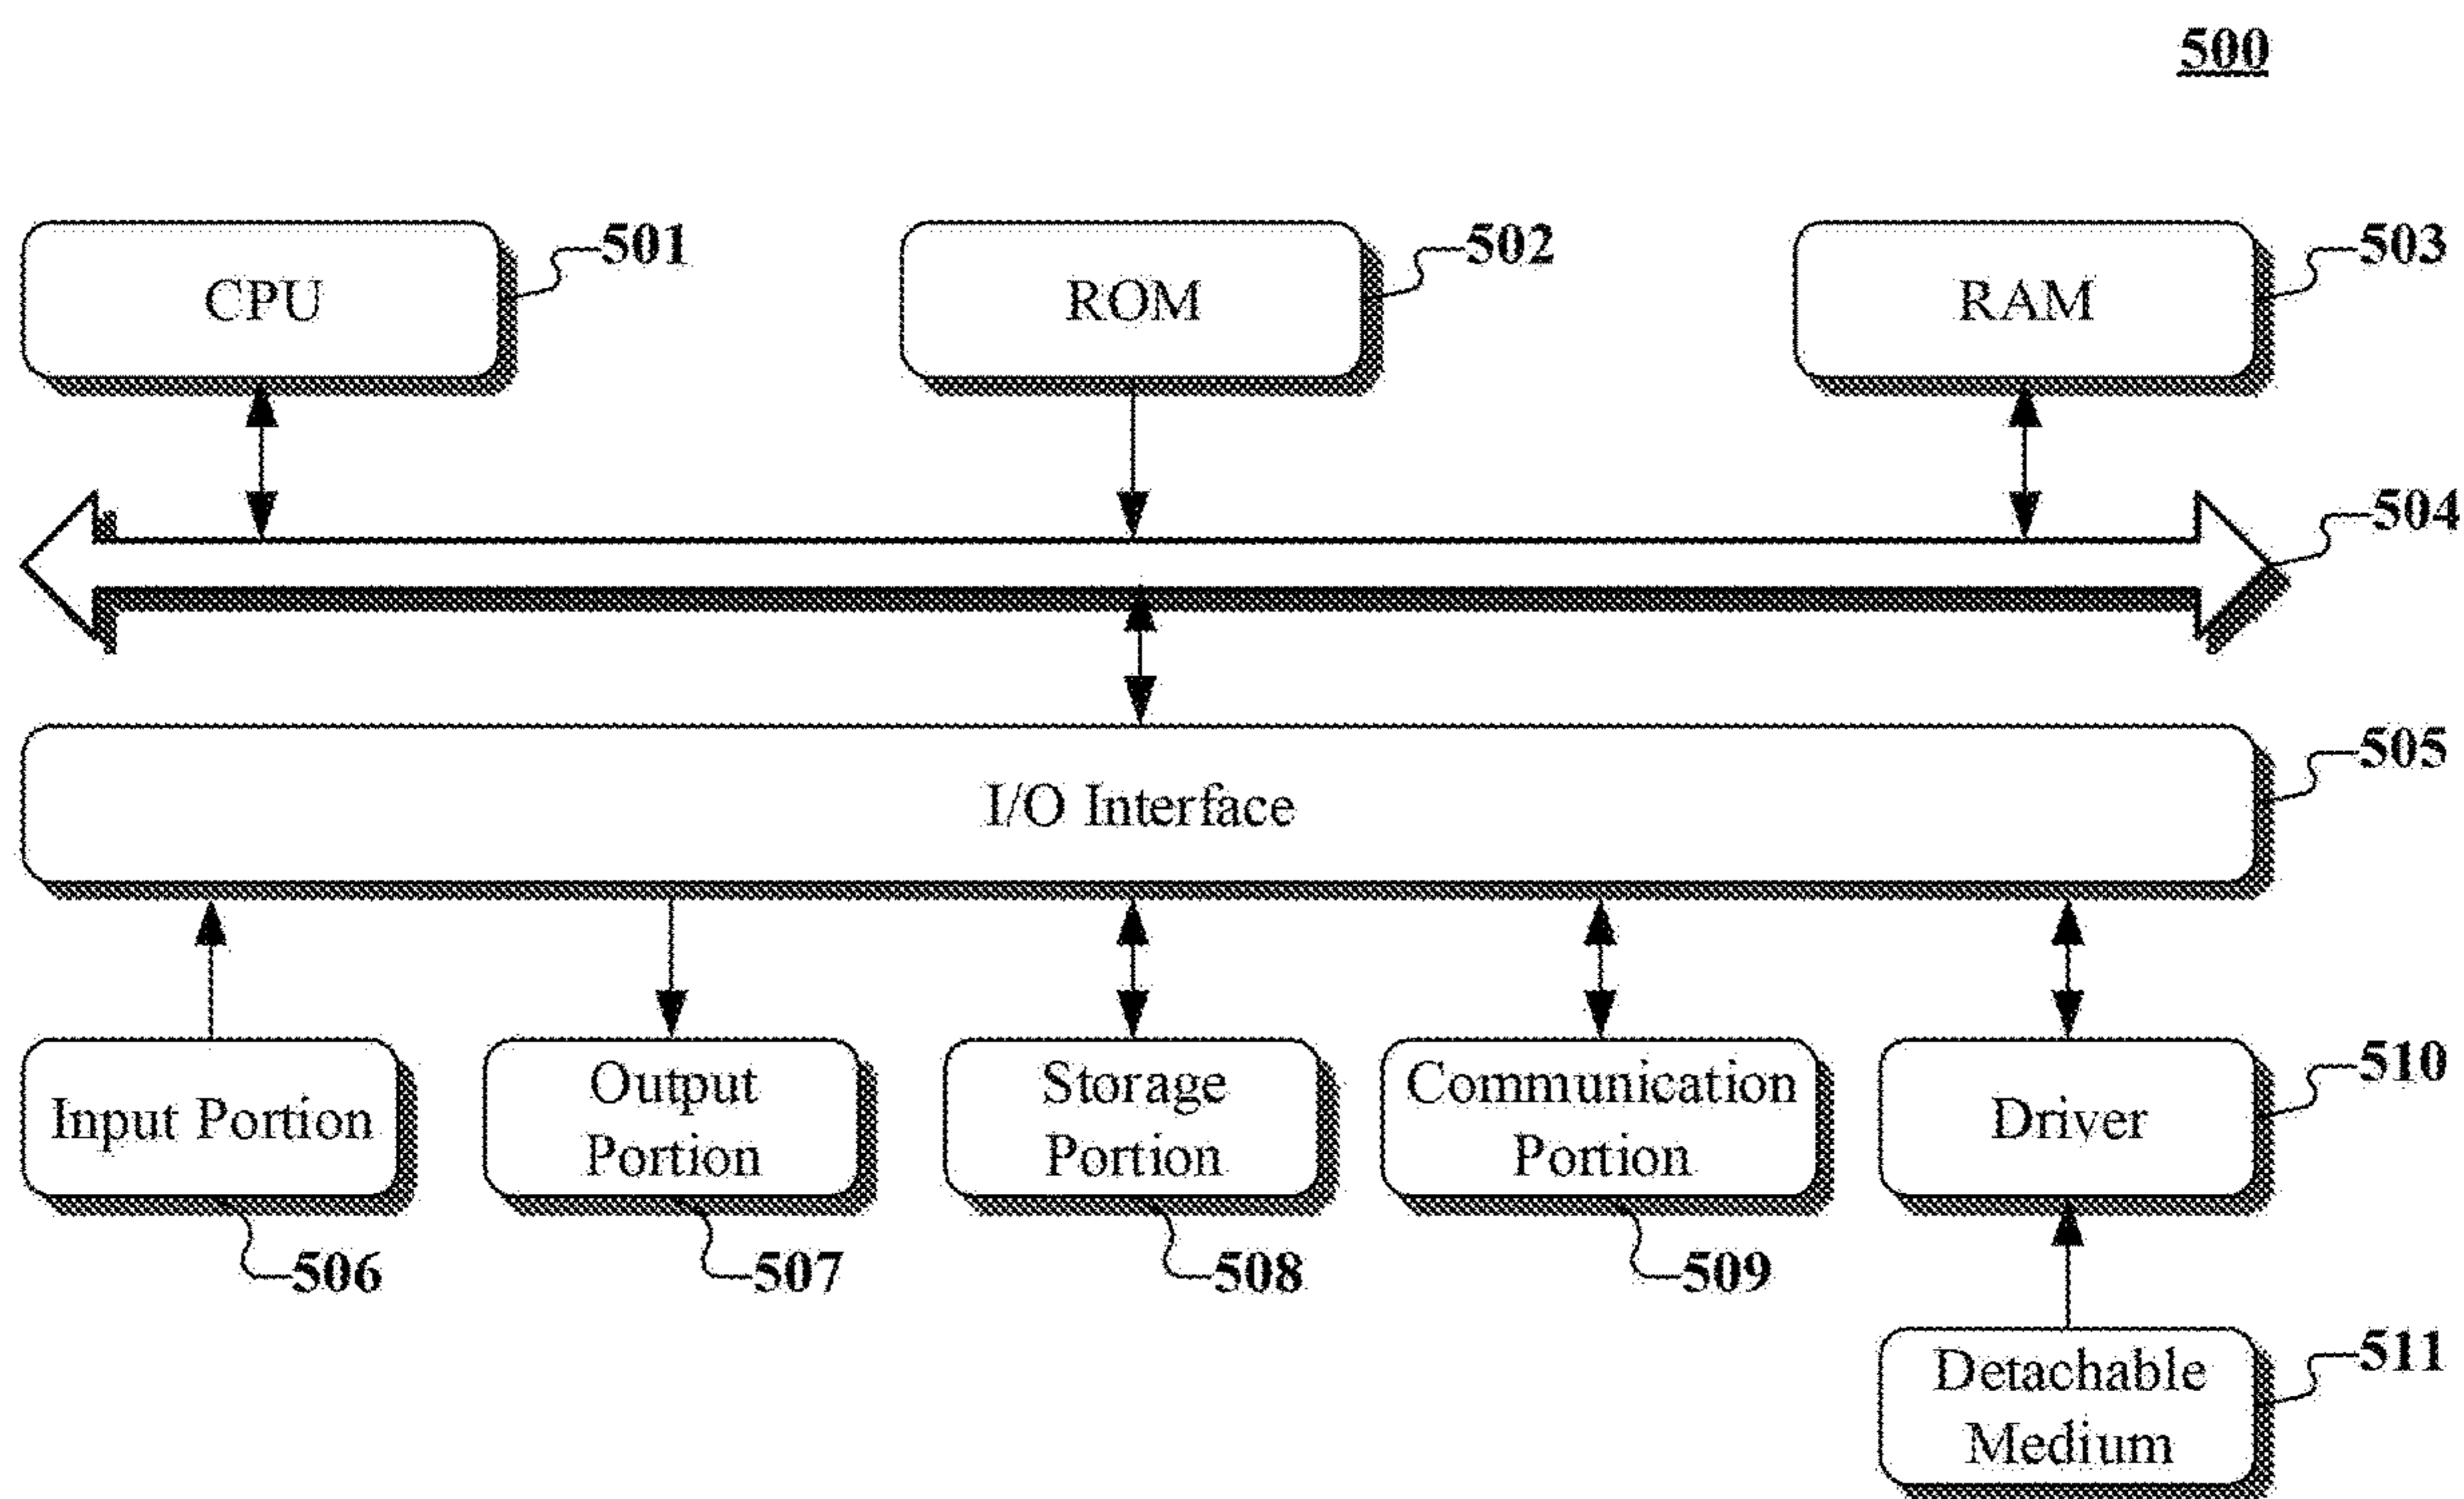 500
CPU
501
ROM
502
RAM
503
504
I/O Interface
505
Input Portion
506
Output
Portion
507
Storage
Portion
508
Communication
Portion
509
Driver
510
Detachable
Medium
511